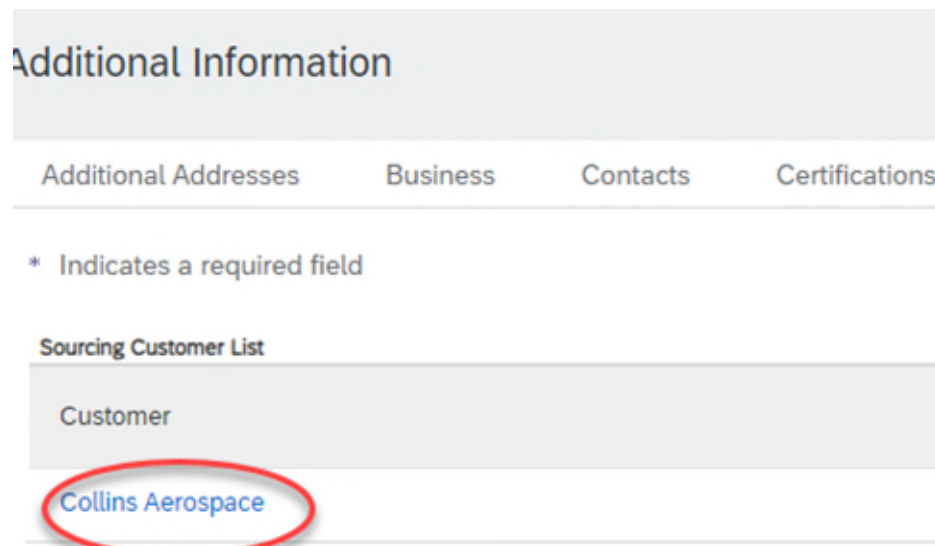 Additional Information
Additional Addresses Business Contacts Certifications
* Indicates a required field
Sourcing Customer List
Customer
Collins Aerospace